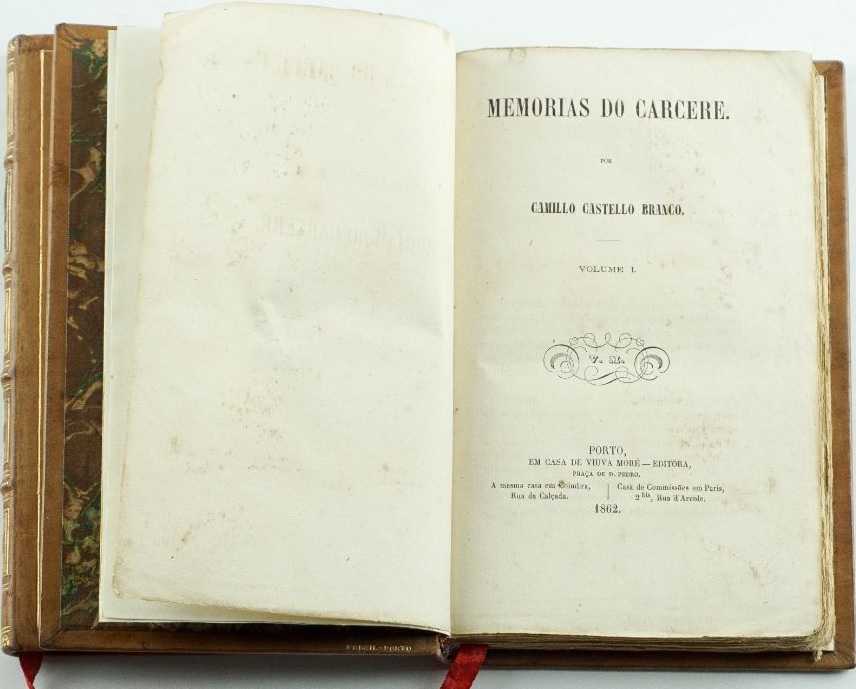 MEMORIAS DO CARCERE.
POR
CAMILLO CASTELLO BRANCO.
VOLUME I.
V. M.
PORTO,
EM CASA DE VIUVA MORÉ—EDITORA,
PRAÇA DE D. PEDRO.
A mesma casa em Coimbra,
Rua da Calçada.
Casa de Commissões em Paris,
2 bis, Rua d'Arcole.
1862.